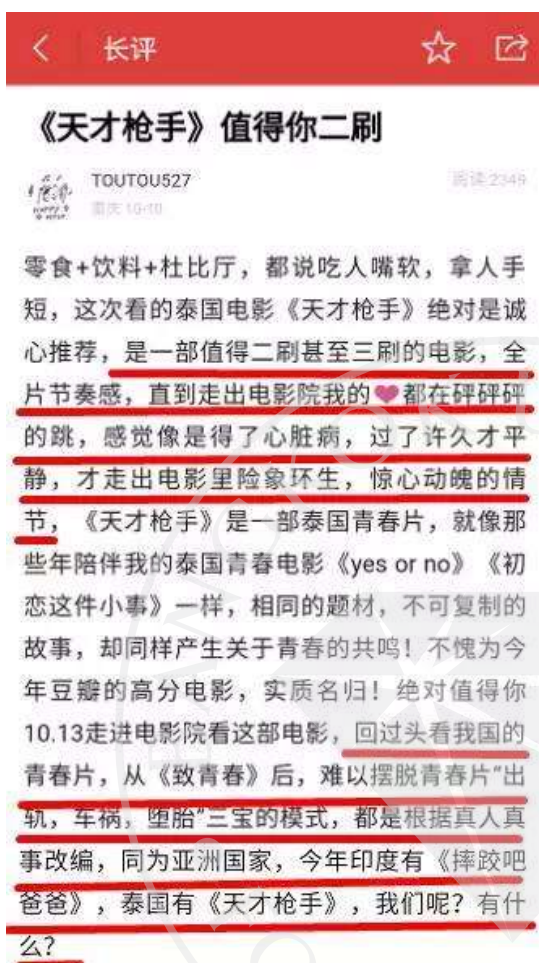 长评
《天才枪手》值得你二刷
TOUTOU527
阅读 2349
重庆 10-10
零食+饮料+杜比厅，都说吃人嘴软，拿人手
短，这次看的泰国电影《天才枪手》绝对是诚
心推荐，是一部值得二刷甚至三刷的电影，全
片节奏感，直到走出电影院我的❤都在砰砰砰
的跳，感觉像是得了心脏病，过了许久才平
静，才走出电影里险象环生，惊心动魄的情
节，《天才枪手》是一部泰国青春片，就像那
些年陪伴我的泰国青春电影《yes or no》《初
恋这件小事》一样，相同的题材，不可复制的
故事，却同样产生关于青春的共鸣！不愧为今
年豆瓣的高分电影，实质名归！绝对值得你
10.13走进电影院看这部电影，回过头看我国的
青春片，从《致青春》后，难以摆脱青春片“出
轨，车祸，堕胎”三宝的模式，都是根据真人真
事改编，同为亚洲国家，今年印度有《摔跤吧
爸爸》，泰国有《天才枪手》，我们呢？有什
么？